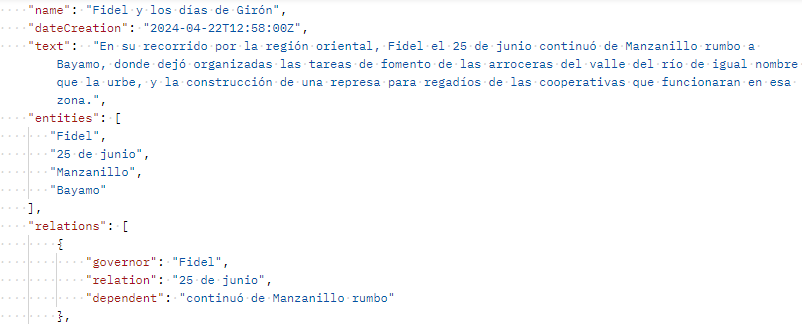 "name": "Fidel y los días de Girón",
"dateCreation": "2024-04-22T12:58:00Z",
"text": "En su recorrido por la región oriental, Fidel el 25 de junio continuó de Manzanillo rumbo a
Bayamo, donde dejó organizadas las tareas de fomento de las arroceras del valle del río de igual nombre
que la urbe, y la construcción de una represa para regadíos de las cooperativas que funcionaran en esa
zona.",
"entities": [
"Fidel",
"25 de junio",
"Manzanillo",
"Bayamo"
],
"relations": [
{
"governor": "Fidel",
"relation": "25 de junio",
"dependent": "continuó de Manzanillo rumbo"
},